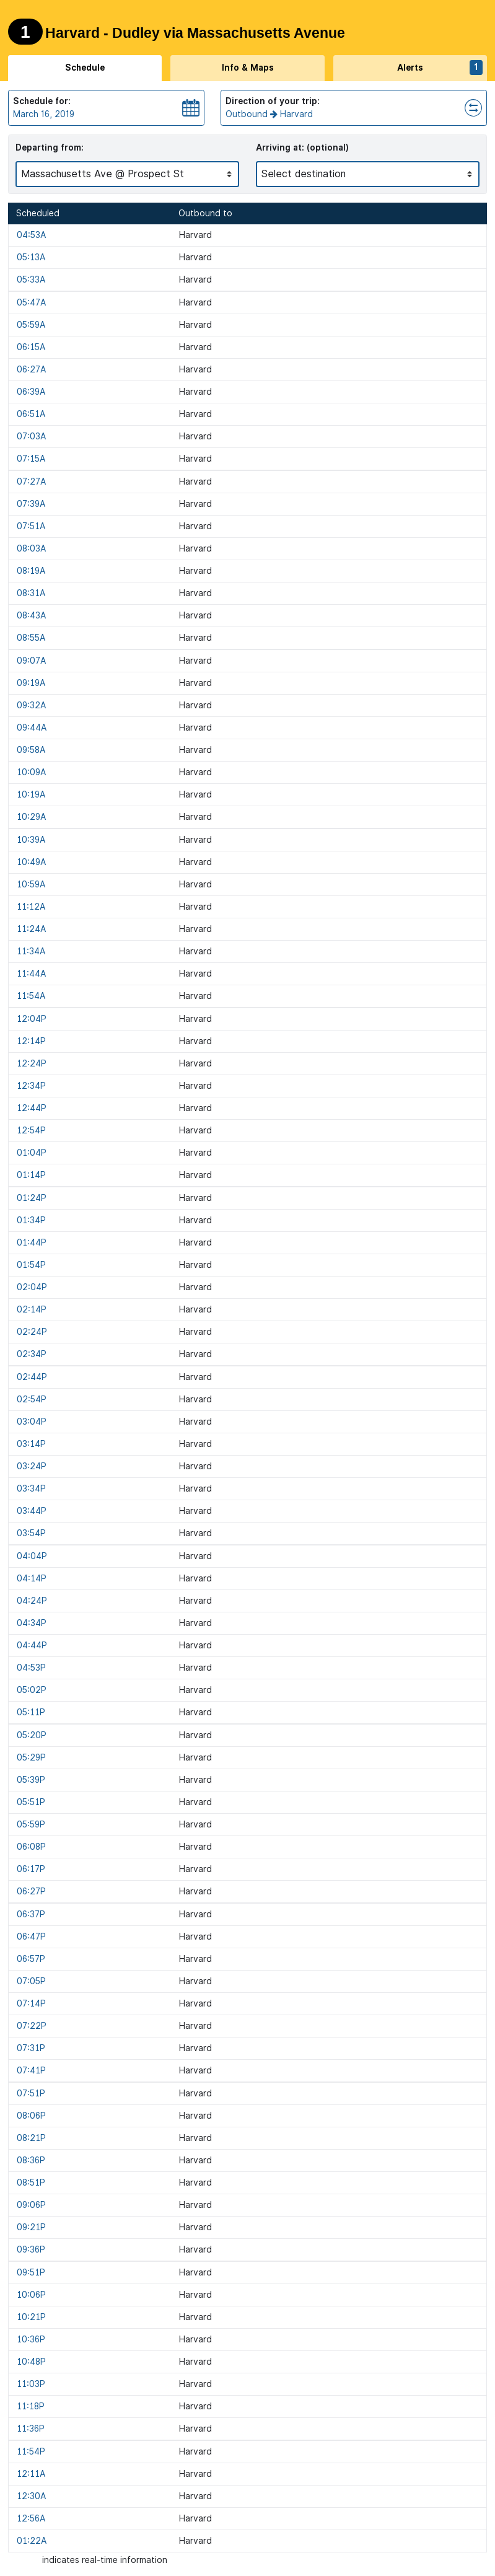 1 Harvard - Dudley via Massachusetts Avenue
Schedule Info & Maps Alerts 1
Schedule for: Direction of your trip:
March 16, 2019 Outbound → Harvard
Departing from: Arriving at: (optional)
Massachusetts Ave @ Prospect St Select destination
Scheduled Outbound to
04:53A Harvard
05:13A Harvard
05:33A Harvard
05:47A Harvard
05:59A Harvard
06:15A Harvard
06:27A Harvard
06:39A Harvard
06:51A Harvard
07:03A Harvard
07:15A Harvard
07:27A Harvard
07:39A Harvard
07:51A Harvard
08:03A Harvard
08:19A Harvard
08:31A Harvard
08:43A Harvard
08:55A Harvard
09:07A Harvard
09:19A Harvard
09:32A Harvard
09:44A Harvard
09:58A Harvard
10:09A Harvard
10:19A Harvard
10:29A Harvard
10:39A Harvard
10:49A Harvard
10:59A Harvard
11:12A Harvard
11:24A Harvard
11:34A Harvard
11:44A Harvard
11:54A Harvard
12:04P Harvard
12:14P Harvard
12:24P Harvard
12:34P Harvard
12:44P Harvard
12:54P Harvard
01:04P Harvard
01:14P Harvard
01:24P Harvard
01:34P Harvard
01:44P Harvard
01:54P Harvard
02:04P Harvard
02:14P Harvard
02:24P Harvard
02:34P Harvard
02:44P Harvard
02:54P Harvard
03:04P Harvard
03:14P Harvard
03:24P Harvard
03:34P Harvard
03:44P Harvard
03:54P Harvard
04:04P Harvard
04:14P Harvard
04:24P Harvard
04:34P Harvard
04:44P Harvard
04:53P Harvard
05:02P Harvard
05:11P Harvard
05:20P Harvard
05:29P Harvard
05:39P Harvard
05:51P Harvard
05:59P Harvard
06:08P Harvard
06:17P Harvard
06:27P Harvard
06:37P Harvard
06:47P Harvard
06:57P Harvard
07:05P Harvard
07:14P Harvard
07:22P Harvard
07:31P Harvard
07:41P Harvard
07:51P Harvard
08:06P Harvard
08:21P Harvard
08:36P Harvard
08:51P Harvard
09:06P Harvard
09:21P Harvard
09:36P Harvard
09:51P Harvard
10:06P Harvard
10:21P Harvard
10:36P Harvard
10:48P Harvard
11:03P Harvard
11:18P Harvard
11:36P Harvard
11:54P Harvard
12:11A Harvard
12:30A Harvard
12:56A Harvard
01:22A Harvard
indicates real-time information